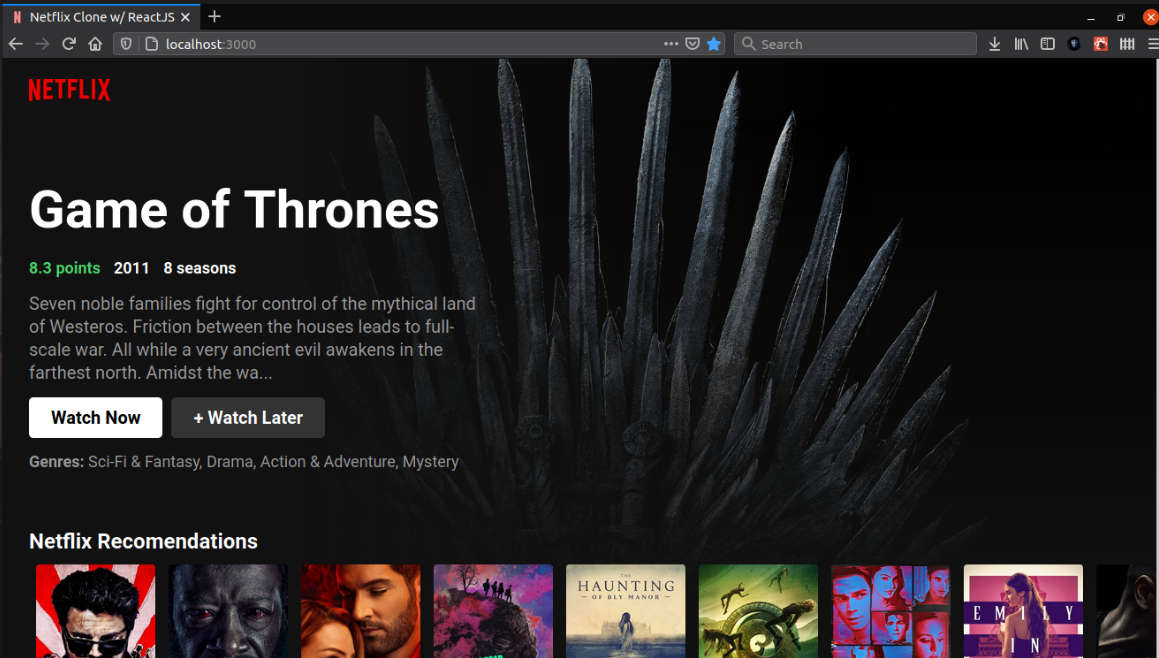 Netflix Clone w/ ReactJS
localhost:3000
Search
NETFLIX
Game of Thrones
8.3 points 2011 8 seasons
Seven noble families fight for control of the mythical land
of Westeros. Friction between the houses leads to full-
scale war. All while a very ancient evil awakens in the
farthest north. Amidst the wa...
Watch Now + Watch Later
Genres: Sci-Fi & Fantasy, Drama, Action & Adventure, Mystery
Netflix Recomendations
THE
HAUNTING
OF BLY MANOR
EMILY
IN